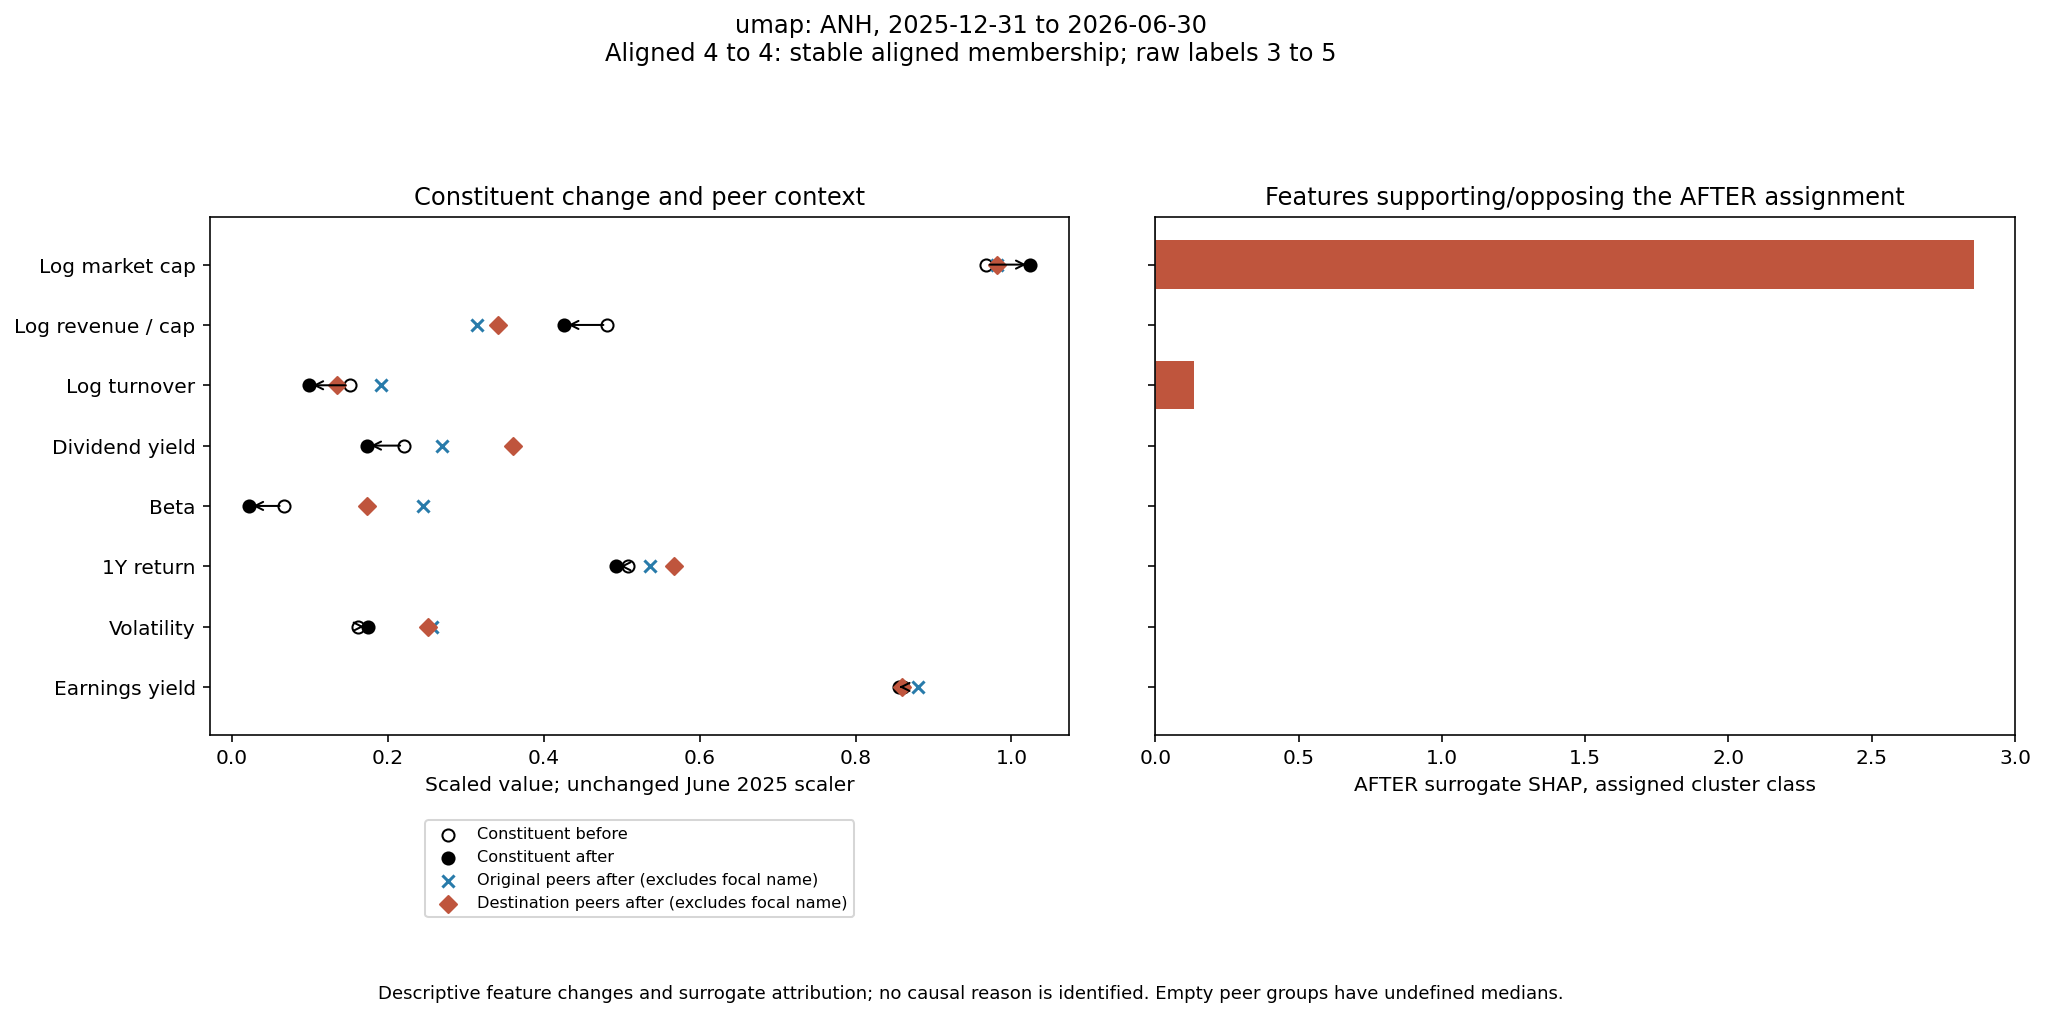 umap: ANH, 2025-12-31 to 2026-06-30
Aligned 4 to 4: stable aligned membership; raw labels 3 to 5
Constituent change and peer context
Log market cap
Log revenue / cap
Log turnover
Dividend yield
Beta
1Y return
Volatility
Earnings yield
0.0 0.2 0.4 0.6 0.8 1.0
Scaled value; unchanged June 2025 scaler
Constituent before
Constituent after
Original peers after (excludes focal name)
Destination peers after (excludes focal name)
Features supporting/opposing the AFTER assignment
0.0 0.5 1.0 1.5 2.0 2.5 3.0
AFTER surrogate SHAP, assigned cluster class
Descriptive feature changes and surrogate attribution; no causal reason is identified. Empty peer groups have undefined medians.